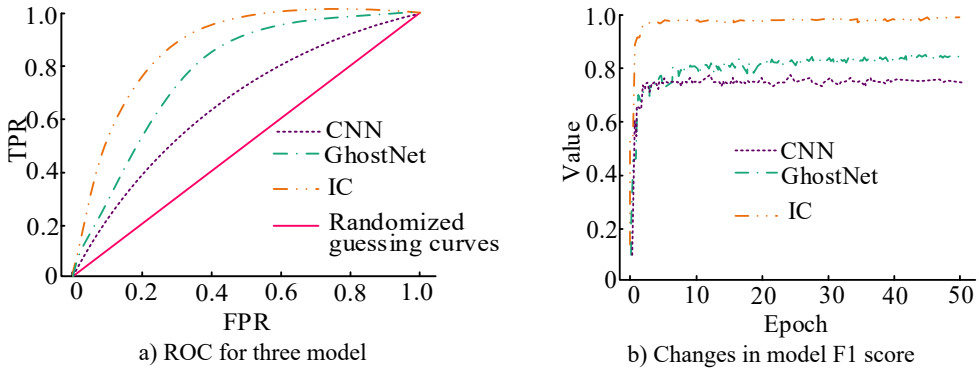 1.0
0.8
0.6
0.4
0.2
0
TPR
0 0.2 0.4 0.6 0.8 1.0
FPR
CNN
GhostNet
IC
Randomized
guessing curves
a) ROC for three model
1.0
0.8
0.6
0.4
0.2
0
Value
0 10 20 30 40 50
Epoch
CNN
GhostNet
IC
b) Changes in model F1 score